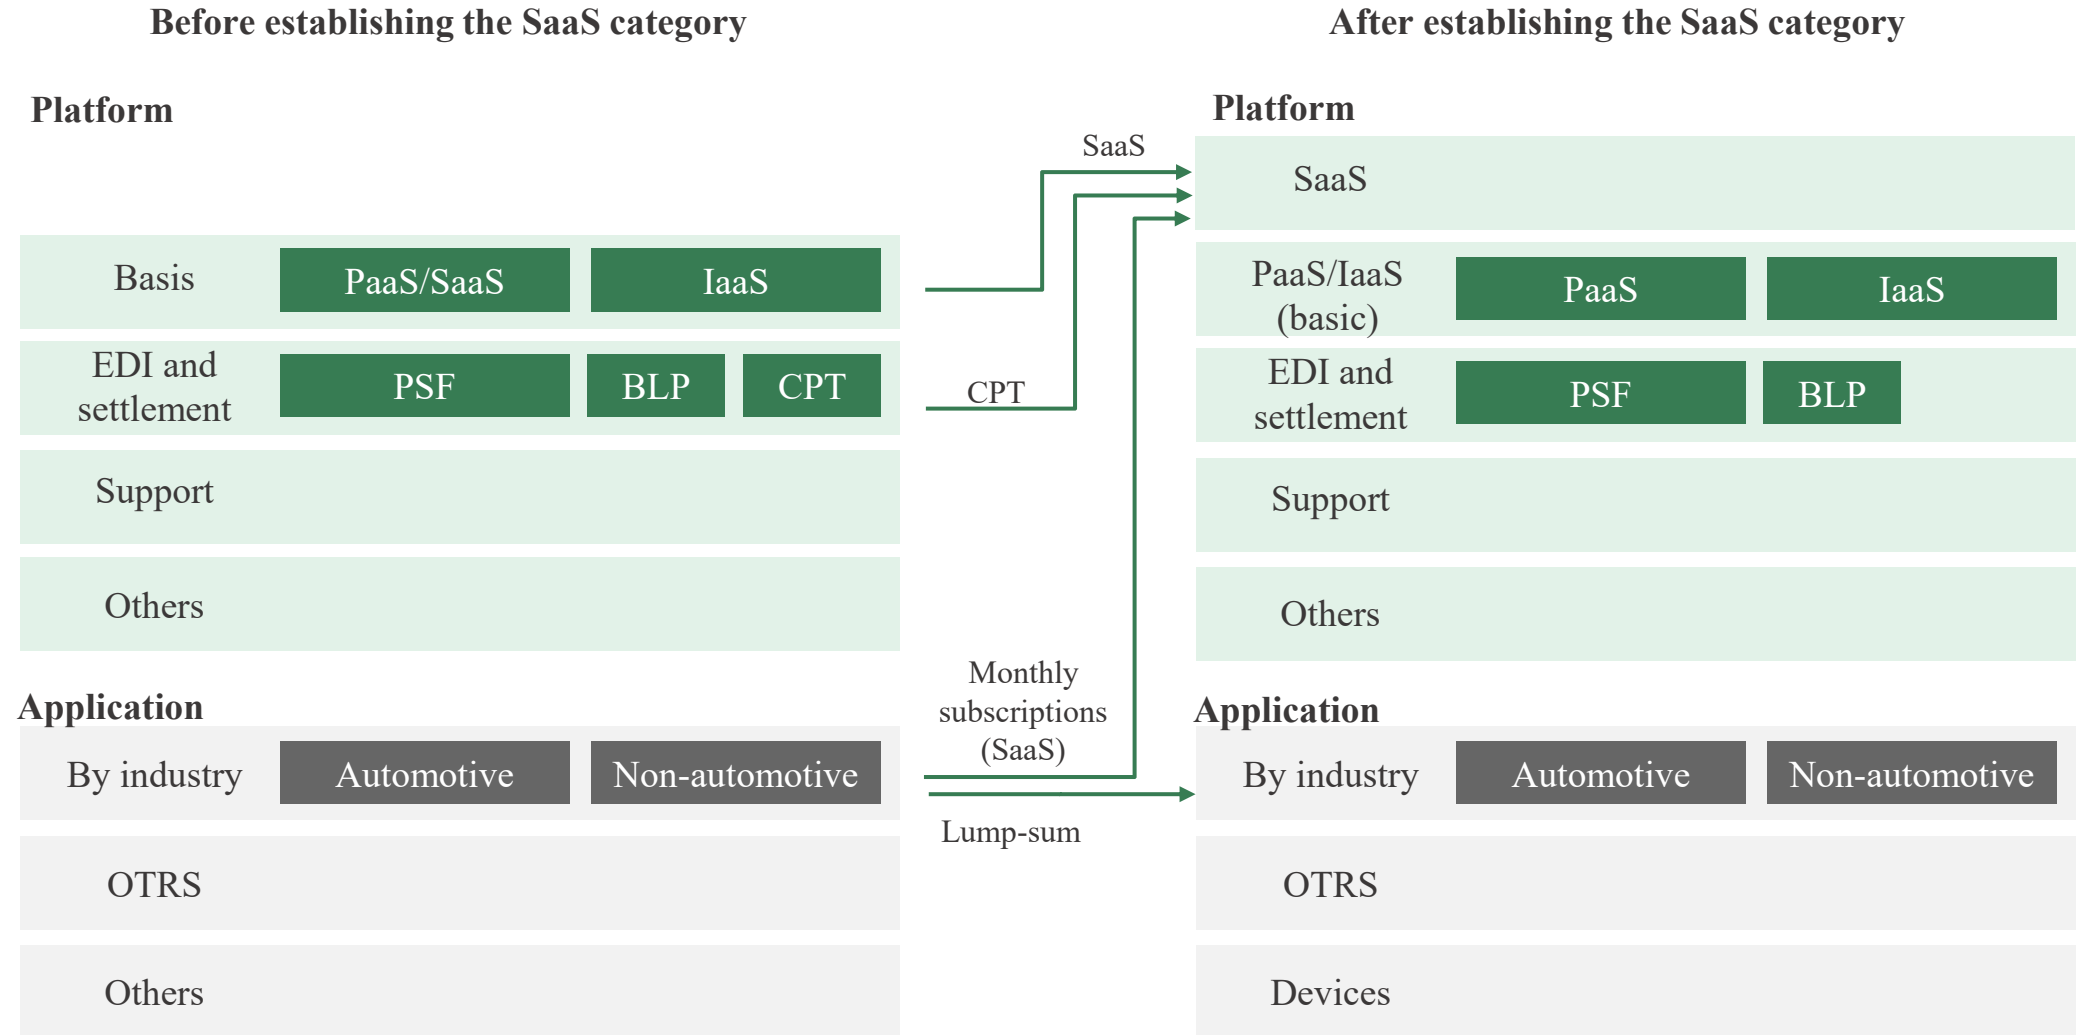 Before establishing the SaaS category
Platform
Basis
PaaS/SaaS
IaaS
EDI and
settlement
PSF
BLP
CPT
Support
Others
Application
By industry
Automotive
Non-automotive
OTRS
Others
SaaS
CPT
Monthly
subscriptions
(SaaS)
Lump-sum
After establishing the SaaS category
Platform
SaaS
PaaS/IaaS
(basic)
PaaS
IaaS
EDI and
settlement
PSF
BLP
Support
Others
Application
By industry
Automotive
Non-automotive
OTRS
Devices